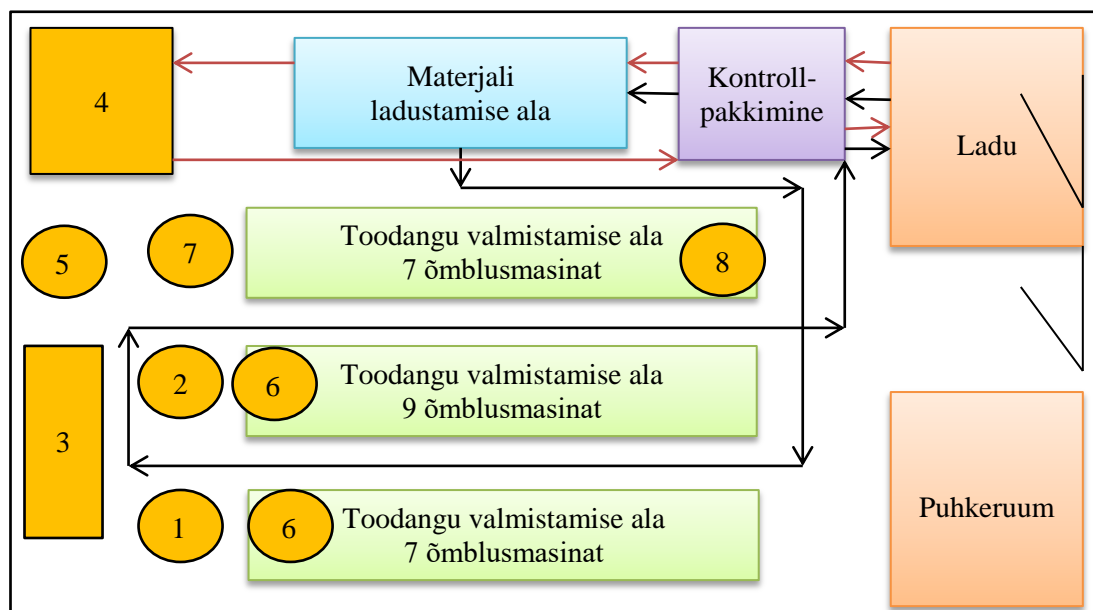 4
Materjali
ladustamise ala
Kontroll-
pakkimine
Ladu
5
7
Toodangu valmistamise ala
7 õmblusmasinat
8
3
2
6
Toodangu valmistamise ala
9 õmblusmasinat
1
6
Toodangu valmistamise ala
7 õmblusmasinat
Puhkeruum